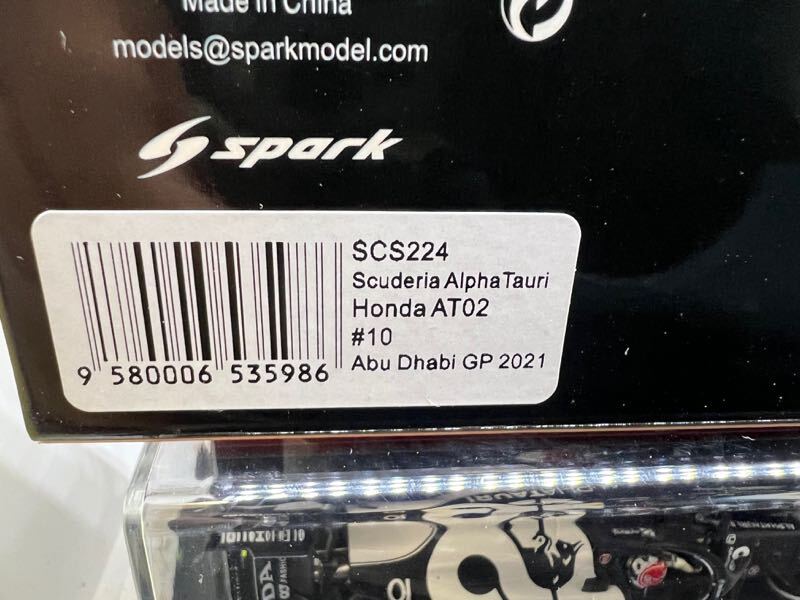 Made in China
models@sparkmodel.com
spark
SCS224
Scuderia AlphaTauri
Honda AT02
#10
Abu Dhabi GP 2021
9 580006 535986